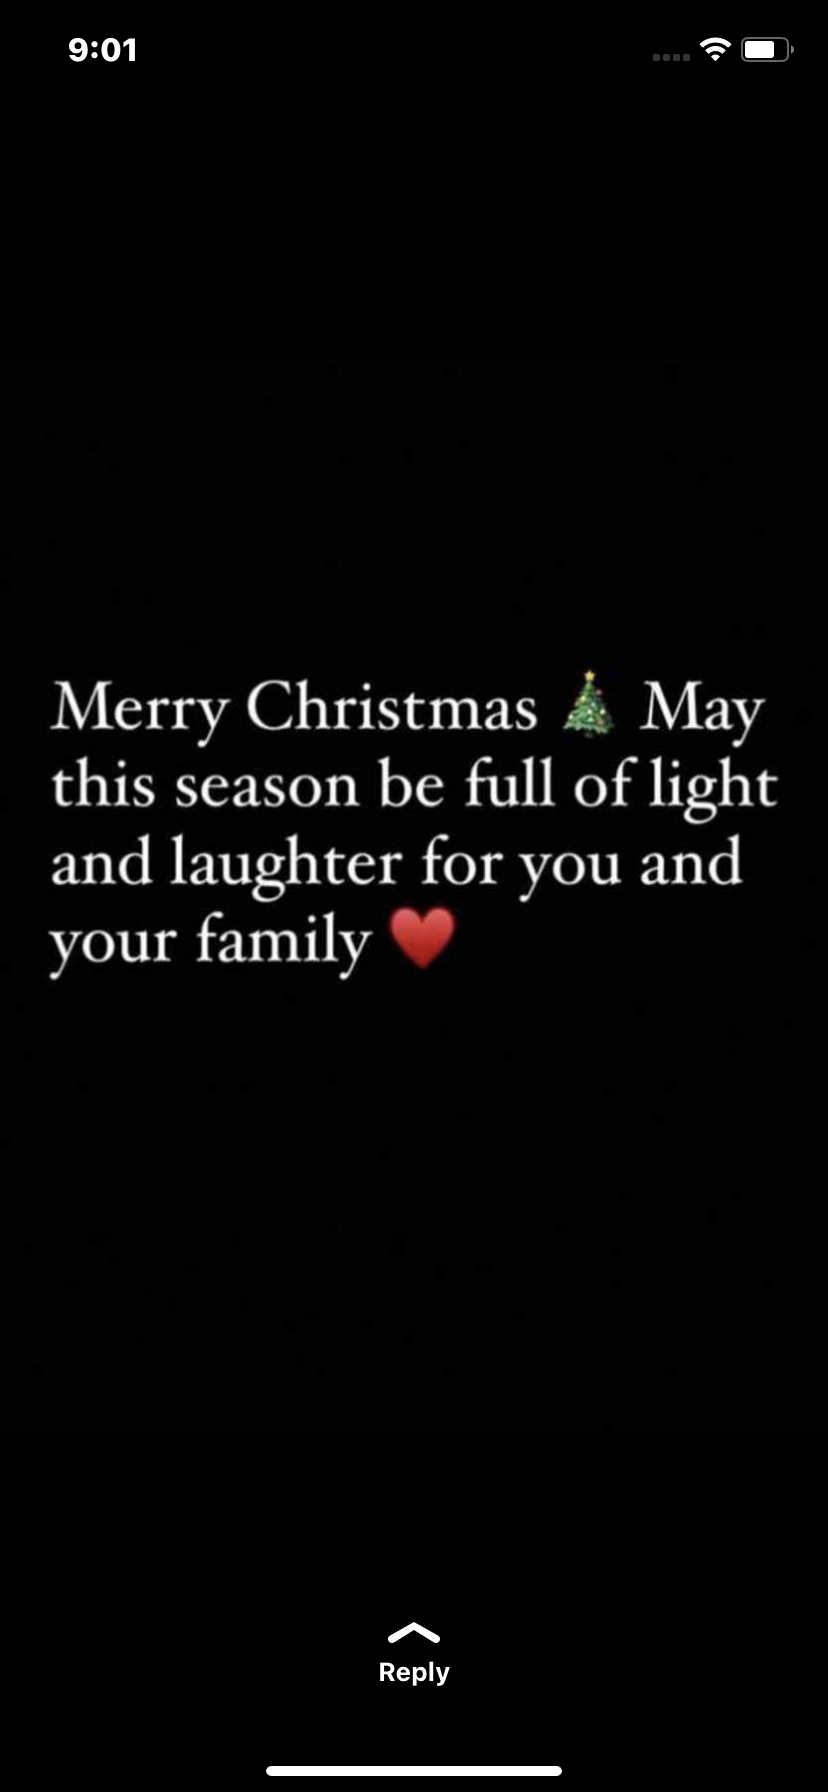 9:01
Merry Christmas 🎄 May
this season be full of light
and laughter for you and
your family ♥️
Reply